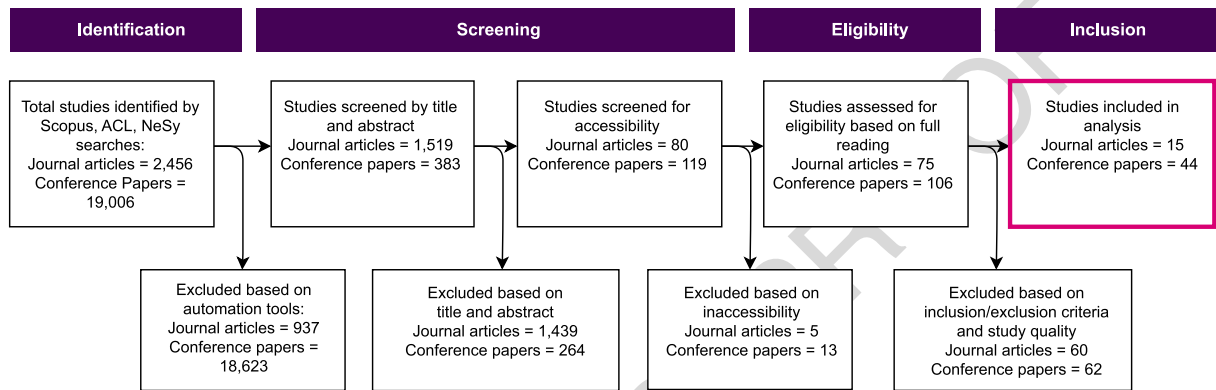 Identification
Screening
Eligibility
Inclusion
Total studies identified by
Scopus, ACL, NeSy
searches:
Journal articles = 2,456
Conference Papers =
19,006
Studies screened by title
and abstract
Journal articles = 1,519
Conference papers = 383
Studies screened for
accessibility
Journal articles = 80
Conference papers = 119
Studies assessed for
eligibility based on full
reading
Journal articles = 75
Conference papers = 106
Studies included in
analysis
Journal articles = 15
Conference papers = 44
Excluded based on
automation tools:
Journal articles = 937
Conference papers =
18,623
Excluded based on
title and abstract
Journal articles = 1,439
Conference papers = 264
Excluded based on
inaccessibility
Journal articles = 5
Conference papers = 13
Excluded based on
inclusion/exclusion criteria
and study quality
Journal articles = 60
Conference papers = 62